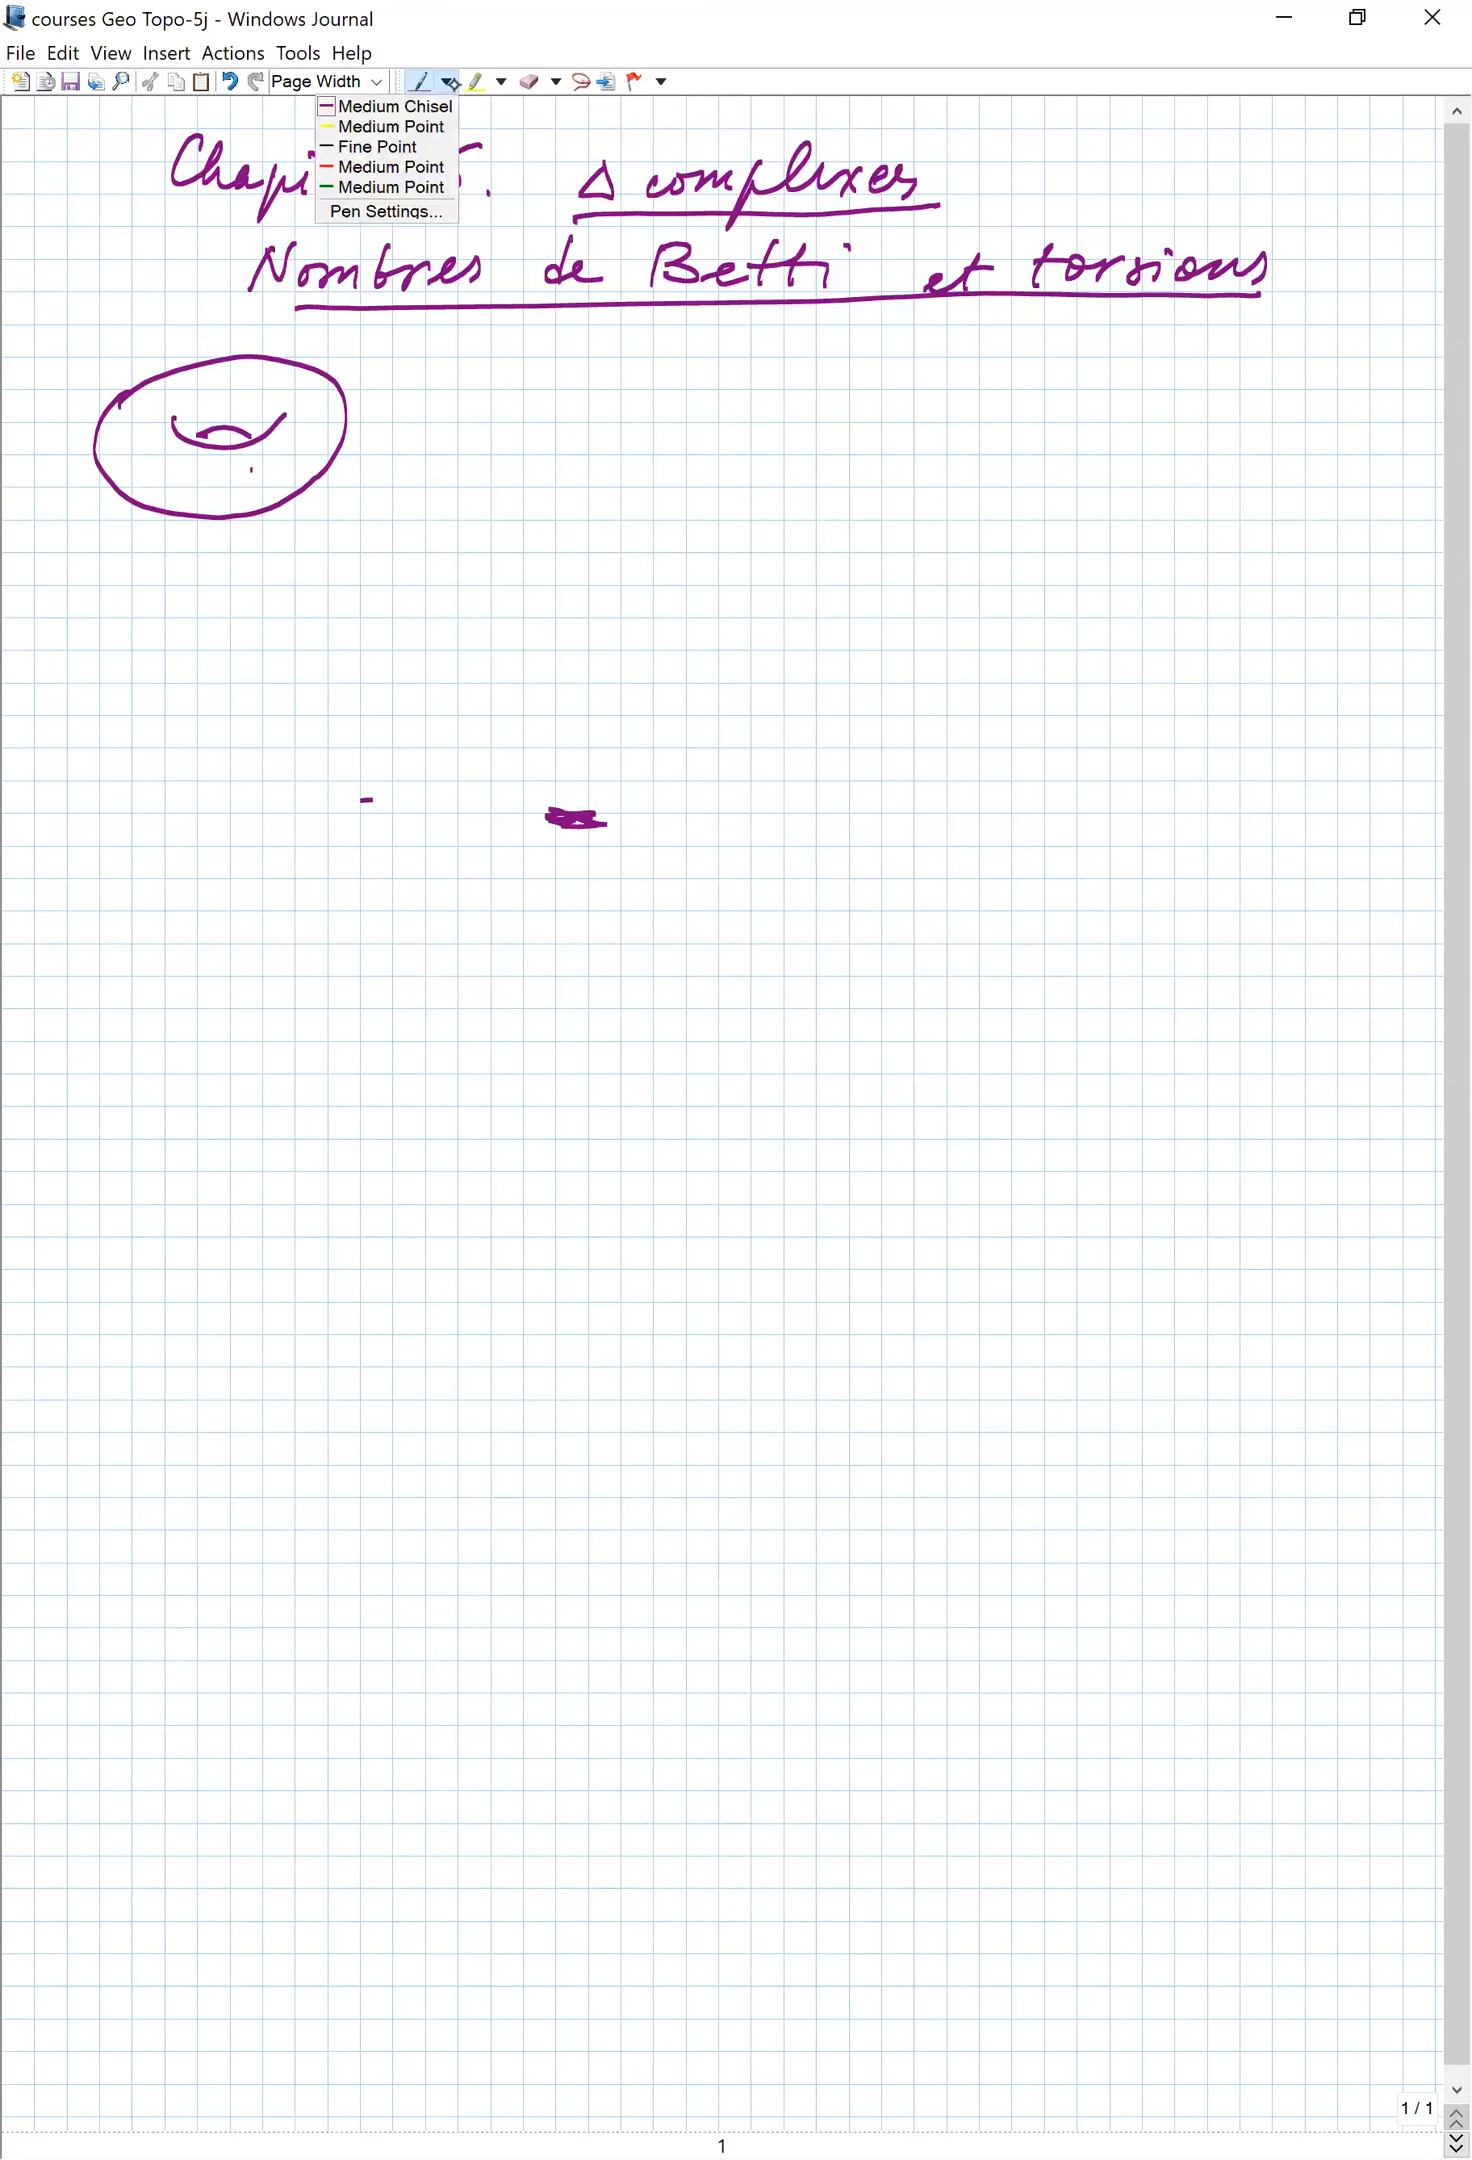 courses Geo Topo-5j - Windows Journal
File Edit View Insert Actions Tools Help
Page Width
Medium Chisel
Medium Point
Fine Point
Medium Point
Medium Point
Pen Settings...
Chapi 5. Δ complexes
Nombres de Betti et torsions
1 / 1
1